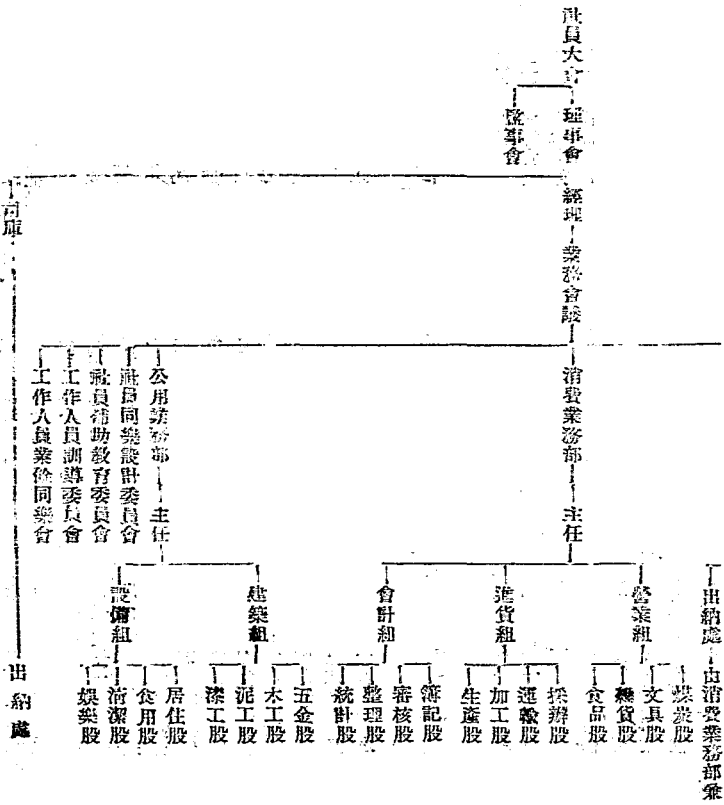 社員大會
理事會
監事會
經理
業務會議
司庫
出納處
消費業務部
主任
公用業務部
主任
社員同樂設計委員會
社員補助教育委員會
工作人員訓導委員會
工作人員業餘同樂會
出納處
由消費業務部兼
營業組
煤炭股
文具股
雜貨股
食品股
進貨組
採辦股
運輸股
加工股
生產股
會計組
簿記股
審核股
整理股
統計股
建築組
五金股
木工股
泥工股
漆工股
設備組
居住股
食用股
清潔股
娛樂股